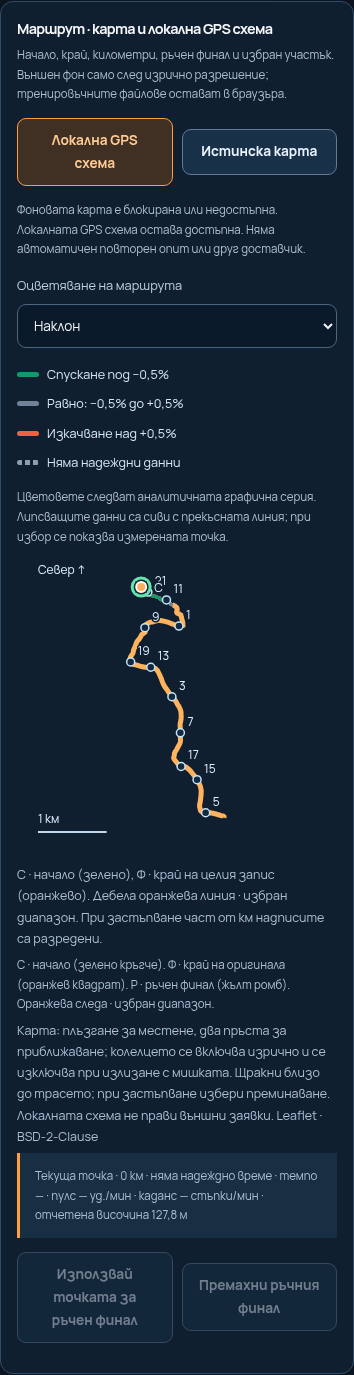 Маршрут · карта и локална GPS схема
Начало, край, километри, ръчен финал и избран участък.
Външен фон само след изрично разрешение;
тренировъчните файлове остават в браузъра.
Локална GPS
схема
Истинска карта
Фоновата карта е блокирана или недостъпна.
Локалната GPS схема остава достъпна. Няма
автоматичен повторен опит или друг доставчик.
Оцветяване на маршрута
Наклон
Спускане под −0,5%
Равно: −0,5% до +0,5%
Изкачване над +0,5%
Няма надеждни данни
Цветовете следват аналитичната графична серия.
Липсващите данни са сиви с прекъсната линия; при
избор се показва измерената точка.
Север ↑
21
С
11
9
1
19
13
3
7
17
15
5
1 км
С · начало (зелено), Ф · край на целия запис
(оранжево). Дебела оранжева линия · избран
диапазон. При застъпване част от км надписите
са разредени.
С · начало (зелено кръгче). Ф · край на оригинала
(оранжев квадрат). Р · ръчен финал (жълт ромб).
Оранжева следа · избран диапазон.
Карта: плъзгане за местене, два пръста за
приближаване; колелцето се включва изрично и се
изключва при излизане с мишката. Щракни близо
до трасето; при застъпване избери преминаване.
Локалната схема не прави външни заявки. Leaflet ·
BSD-2-Clause
Текуща точка · 0 км · няма надеждно време · темпо
— · пулс — уд./мин · каданс — стъпки/мин ·
отчетена височина 127,8 м
Използвай
точката за
ръчен финал
Премахни ръчния
финал